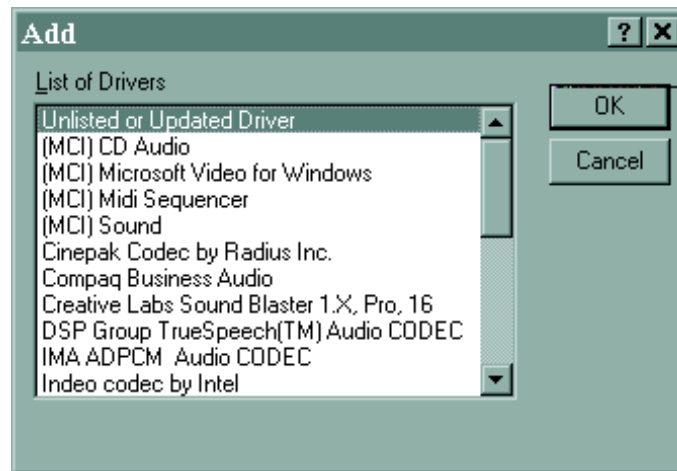 Add
List of Drivers
Unlisted or Updated Driver
(MCI) CD Audio
(MCI) Microsoft Video for Windows
(MCI) Midi Sequencer
(MCI) Sound
Cinepak Codec by Radius Inc.
Compaq Business Audio
Creative Labs Sound Blaster 1.X, Pro, 16
DSP Group TrueSpeech(TM) Audio CODEC
IMA ADPCM  Audio CODEC
Indeo codec by Intel
OK
Cancel